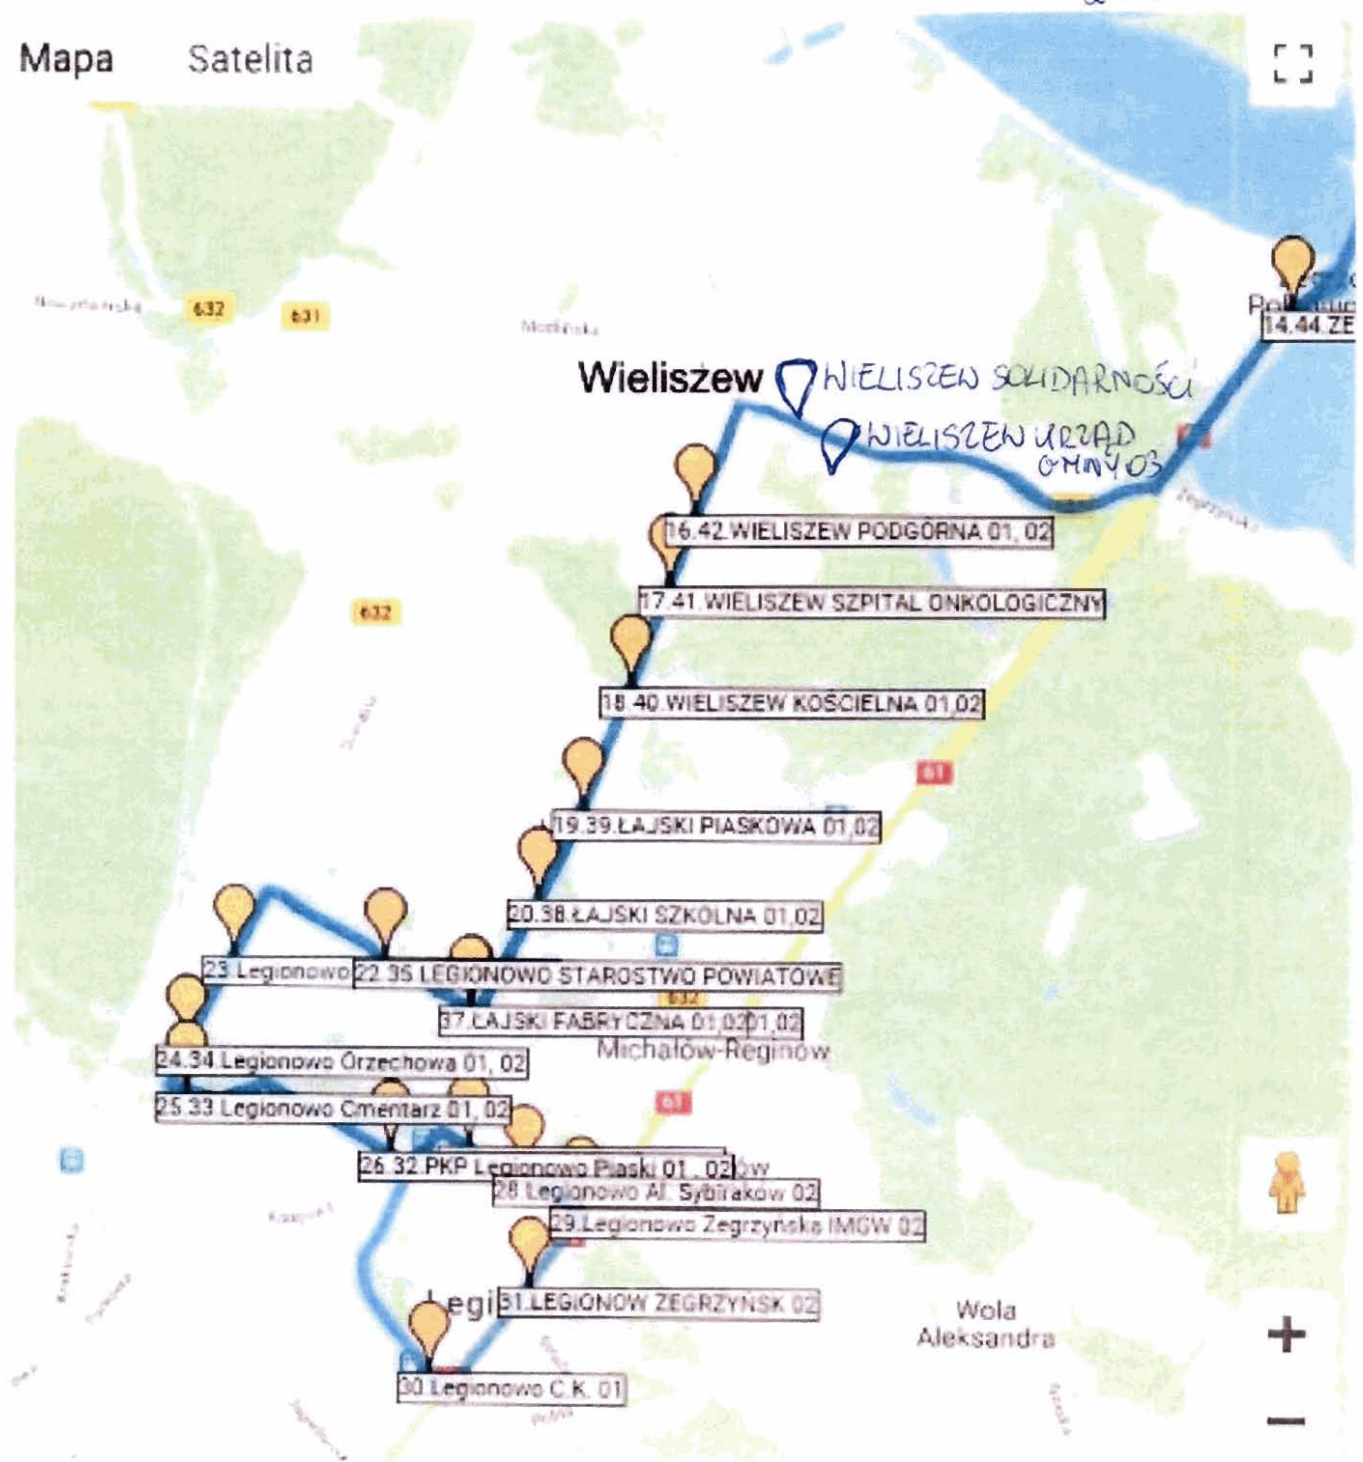 Mapa
Satelita
632
631
Modlińska
14.44.ZE
Wieliszew
WIELISZEW SOLIDARNOŚCI
WIELISZEW URZĄD
GMINY 03
Zegrzyńska
16.42.WIELISZEW PODGÓRNA 01, 02
17.41.WIELISZEW SZPITAL ONKOLOGICZNY
632
18.40.WIELISZEW KOŚCIELNA 01,02
61
19.39.ŁAJSKI PIASKOWA 01,02
20.38.ŁAJSKI SZKOLNA 01,02
23.Legionowo
22.35 LEGIONOWO STAROSTWO POWIATOWE
632
37.ŁAJSKI FABRYCZNA 01,02
01,02
Michałów-Reginów
24.34.Legionowo Orzechowa 01, 02
61
25.33.Legionowo Cmentarz 01, 02
26.32.PKP Legionowo Piaski 01 , 02
28.Legionowo Al. Sybiraków 02
29.Legionowo Zegrzyńska IMGW 02
Legi
31.LEGIONOW ZEGRZYŃSK 02
Wola
Aleksandra
30.Legionowo C.K. 01